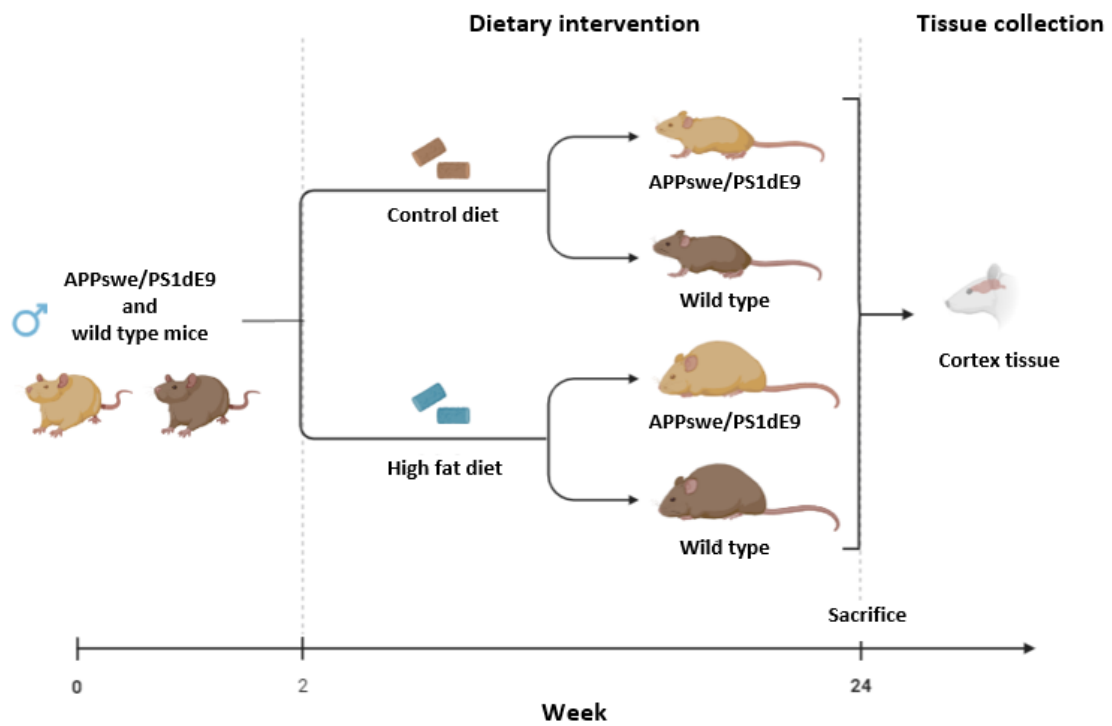 Dietary intervention
Tissue collection
APPswe/PS1dE9
and
wild type mice
Control diet
APPswe/PS1dE9
Wild type
High fat diet
APPswe/PS1dE9
Wild type
Cortex tissue
Sacrifice
0
2
24
Week